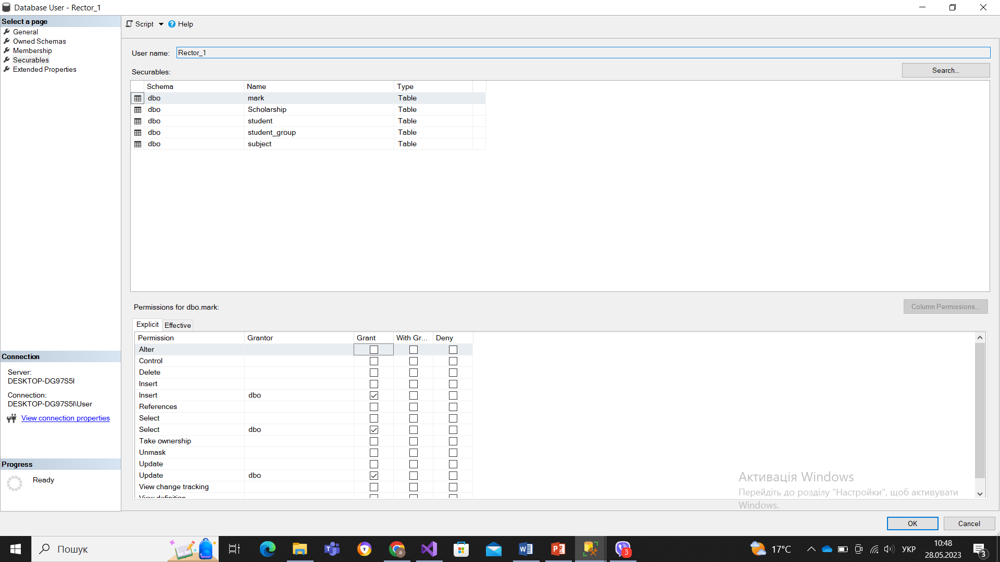 Database User - Rector_1
Select a page
General
Owned Schemas
Membership
Securables
Extended Properties
Script
Help
User name:
Rector_1
Securables:
Search...
Schema Name Type
dbo mark Table
dbo Scholarship Table
dbo student Table
dbo student_group Table
dbo subject Table
Permissions for dbo.mark:
Column Permissions...
Explicit Effective
Permission Grantor Grant With Gr... Deny
Alter
Control
Delete
Insert
Insert dbo
References
Select
Select dbo
Take ownership
Unmask
Update
Update dbo
View change tracking
View definition
Connection
Server:
DESKTOP-DG97S5I
Connection:
DESKTOP-DG97S5I\User
View connection properties
Progress
Ready
Активація Windows
Перейдіть до розділу "Настройки", щоб активувати
Windows.
OK Cancel
Пошук
3
17°C
УКР
10:48
28.05.2023
3